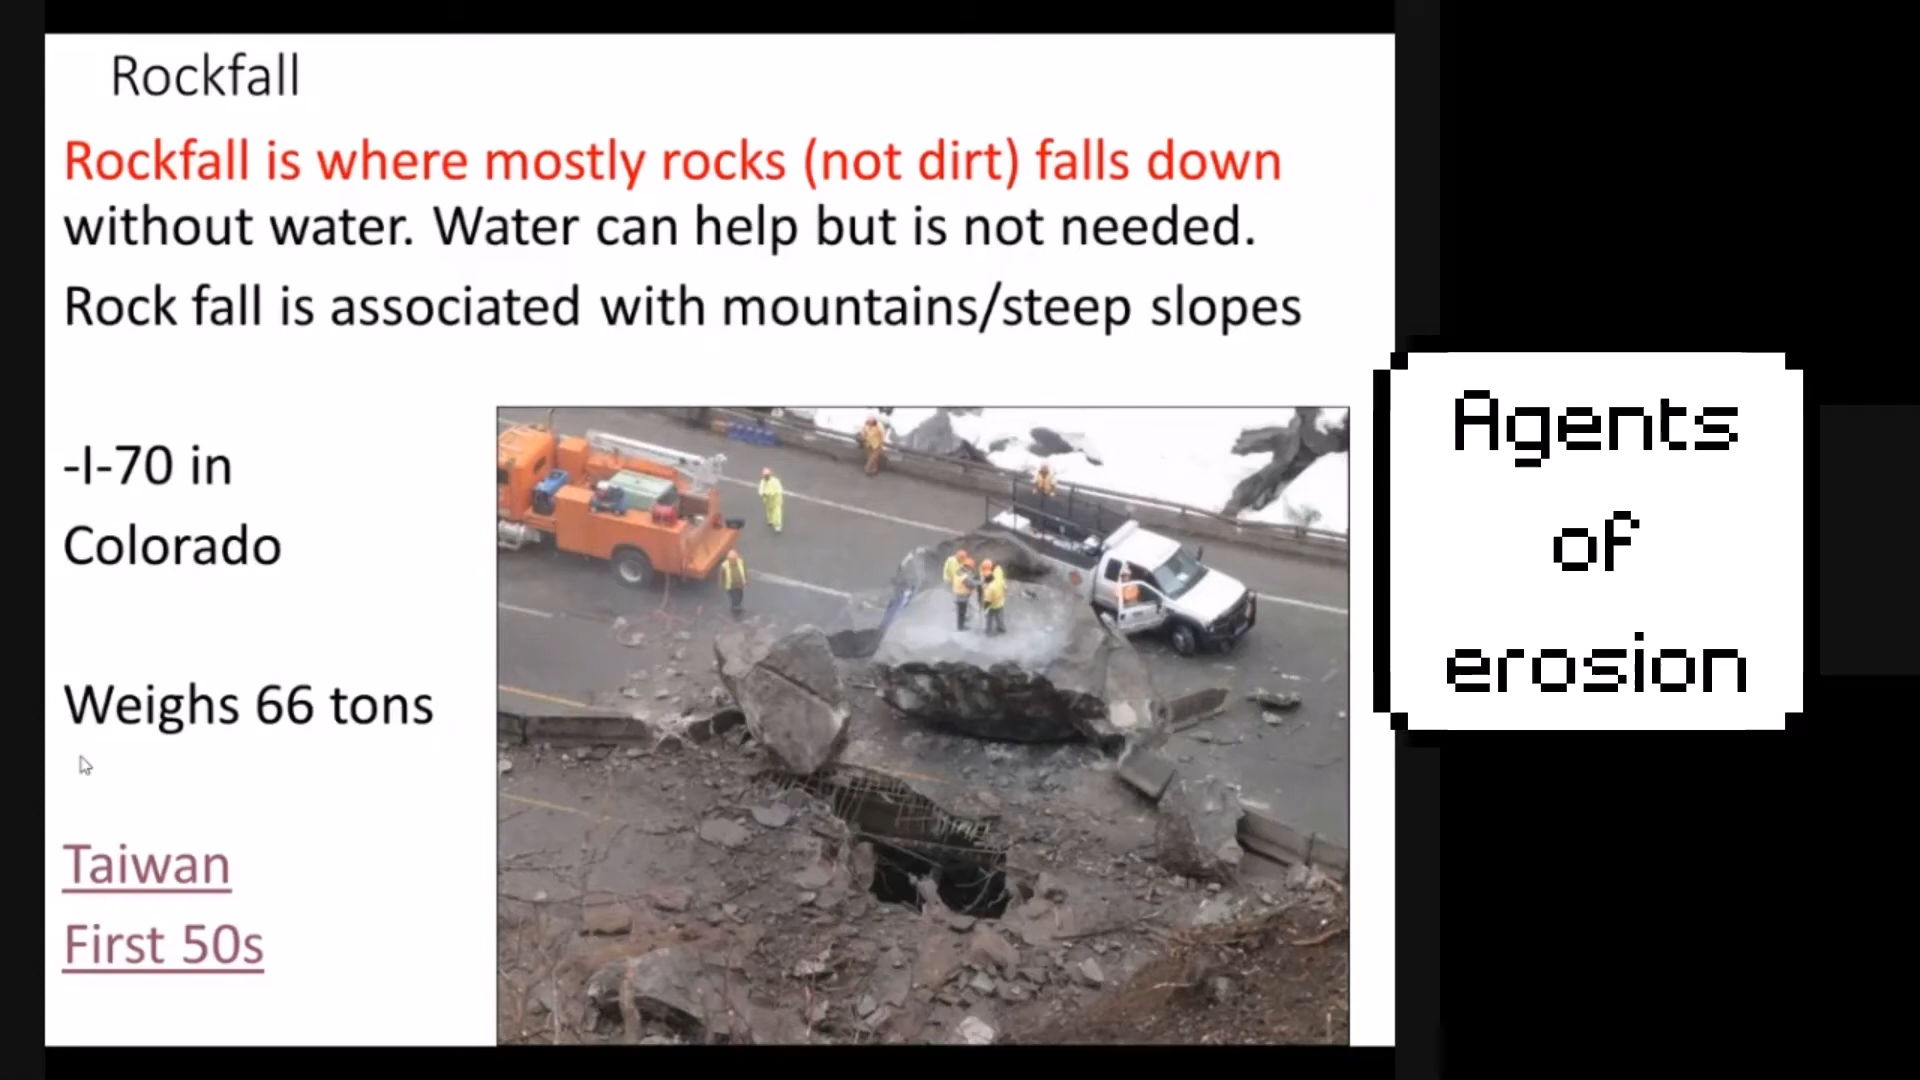 Rockfall
Rockfall is where mostly rocks (not dirt) falls down
without water. Water can help but is not needed.
Rock fall is associated with mountains/steep slopes
-I-70 in
Colorado
Weighs 66 tons
Taiwan
First 50s
Agents
of
erosion